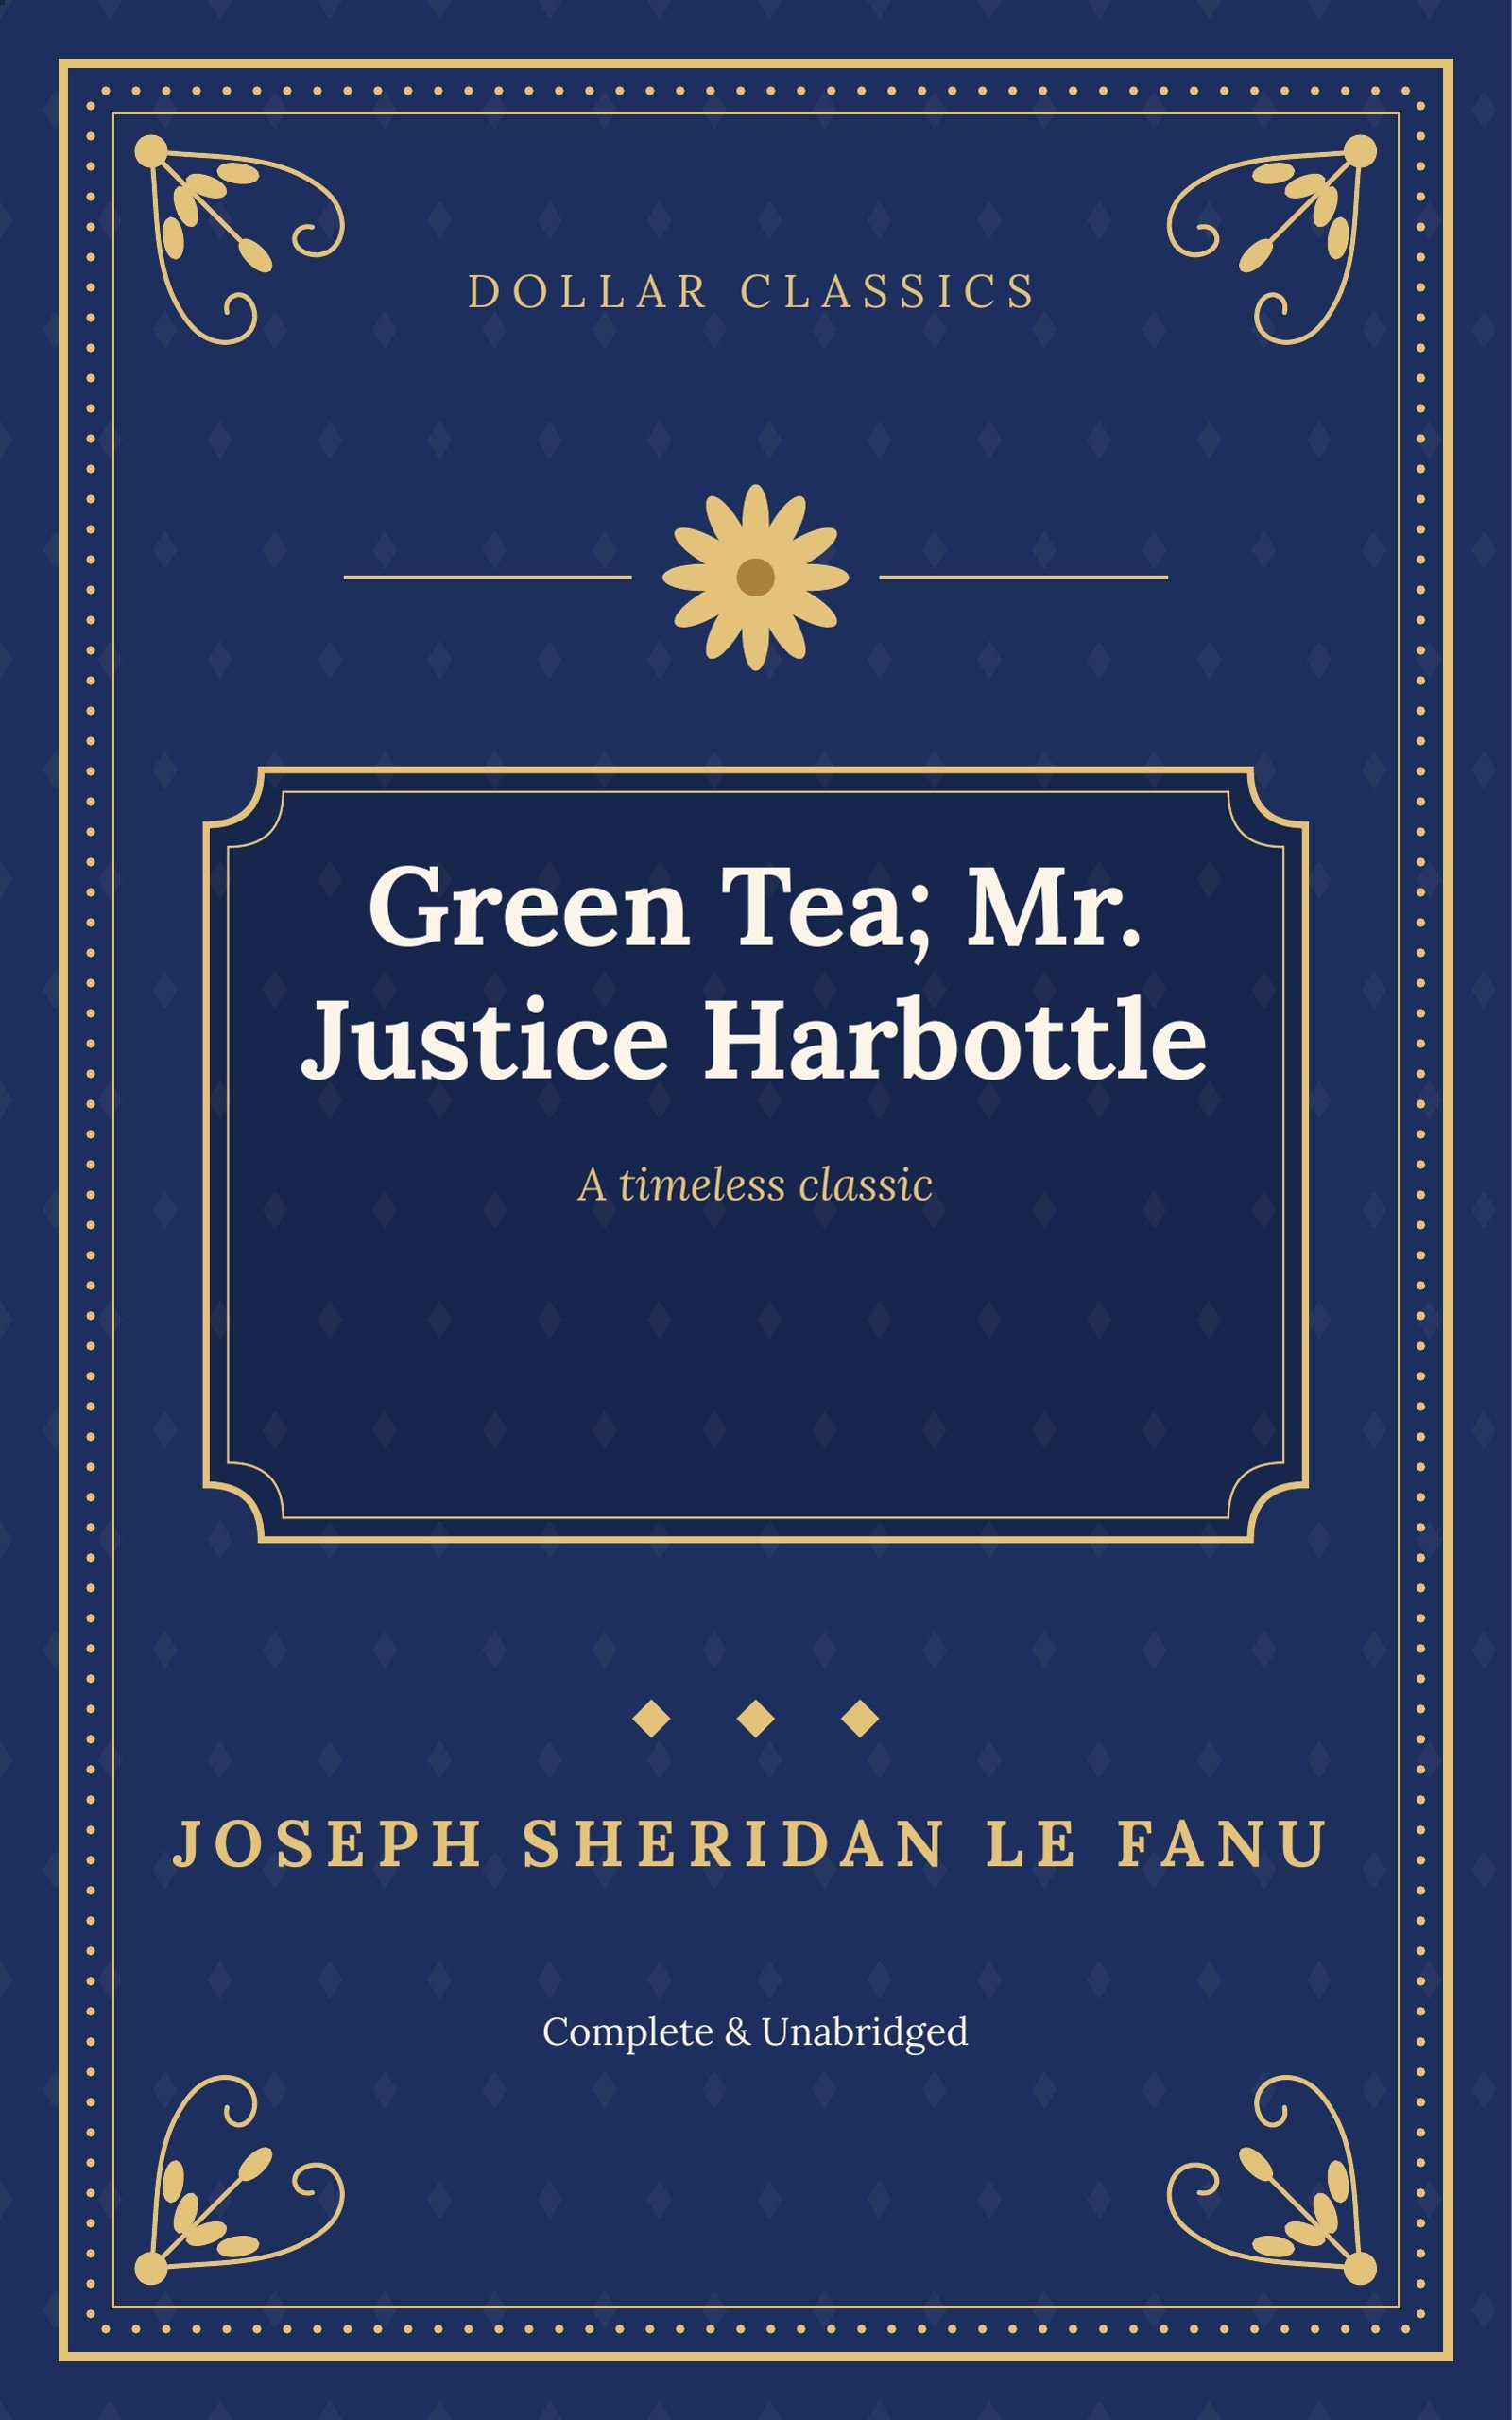 DOLLAR CLASSICS
Green Tea; Mr.
Justice Harbottle
A timeless classic
JOSEPH SHERIDAN LE FANU
Complete & Unabridged